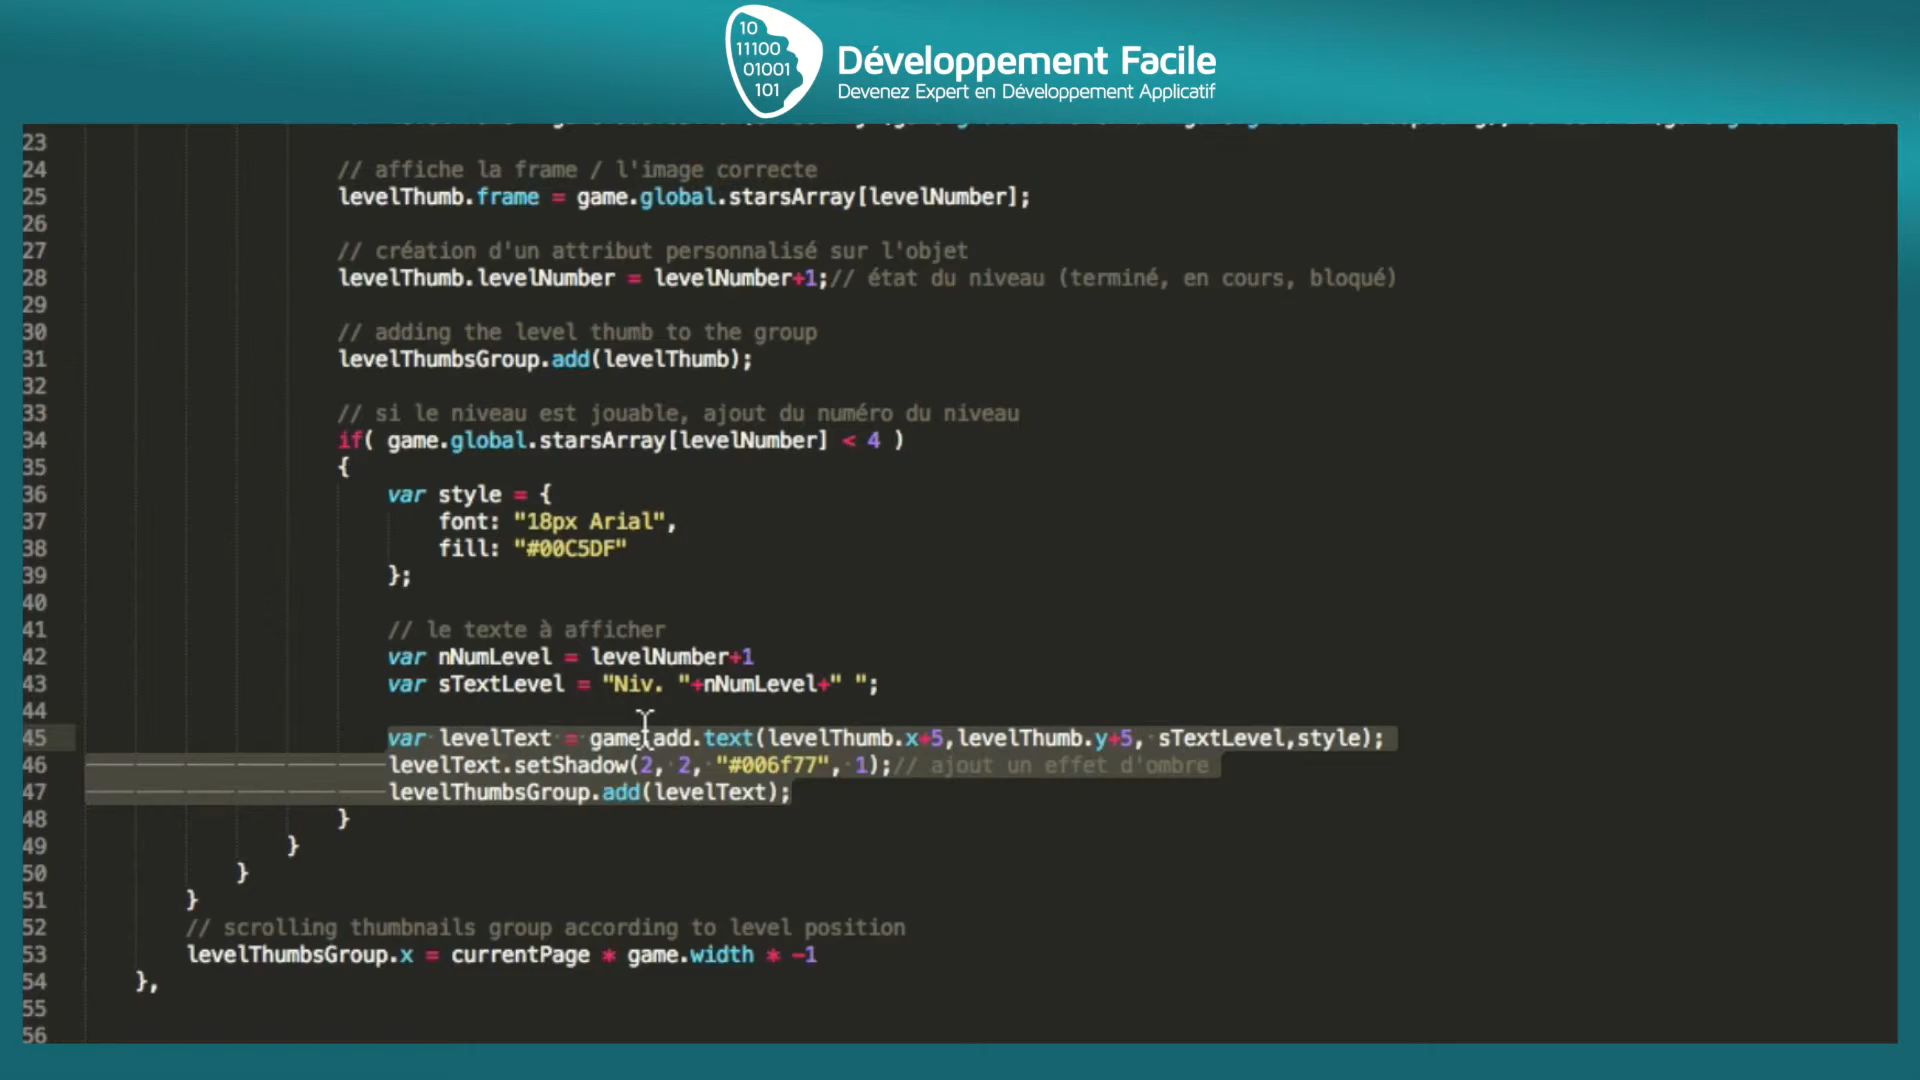 10
11100
01001
101
Développement Facile
Devenez Expert en Développement Applicatif
23
24 // affiche la frame / l'image correcte
25 levelThumb.frame = game.global.starsArray[levelNumber];
26
27 // création d'un attribut personnalisé sur l'objet
28 levelThumb.levelNumber = levelNumber+1;// état du niveau (terminé, en cours, bloqué)
29
30 // adding the level thumb to the group
31 levelThumbsGroup.add(levelThumb);
32
33 // si le niveau est jouable, ajout du numéro du niveau
34 if( game.global.starsArray[levelNumber] < 4 )
35 {
36 var style = {
37 font: "18px Arial",
38 fill: "#00C5DF"
39 };
40
41 // le texte à afficher
42 var nNumLevel = levelNumber+1
43 var sTextLevel = "Niv. "+nNumLevel+" ";
44
45 var levelText = game.add.text(levelThumb.x+5,levelThumb.y+5, sTextLevel,style);
46 levelText.setShadow(2, 2, "#006f77", 1);// ajout un effet d'ombre
47 levelThumbsGroup.add(levelText);
48 }
49 }
50 }
51 }
52 // scrolling thumbnails group according to level position
53 levelThumbsGroup.x = currentPage * game.width * -1
54 },
55
56